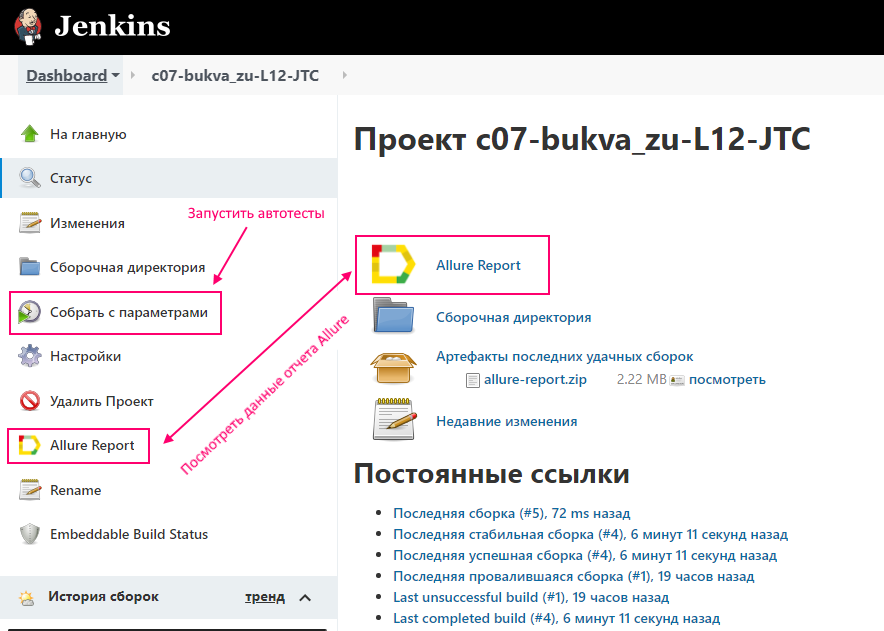 Jenkins
Dashboard
c07-bukva_zu-L12-JTC
На главную
Статус
Изменения
Сборочная директория
Собрать с параметрами
Настройки
Удалить Проект
Allure Report
Rename
Embeddable Build Status
История сборок тренд
Запустить автотесты
Посмотреть данные отчета Allure
Проект c07-bukva_zu-L12-JTC
Allure Report
Сборочная директория
Артефакты последних удачных сборок
allure-report.zip 2.22 MB посмотреть
Недавние изменения
Постоянные ссылки
Последняя сборка (#5), 72 ms назад
Последняя стабильная сборка (#4), 6 минут 11 секунд назад
Последняя успешная сборка (#4), 6 минут 11 секунд назад
Последняя провалившаяся сборка (#1), 19 часов назад
Last unsuccessful build (#1), 19 часов назад
Last completed build (#4), 6 минут 11 секунд назад